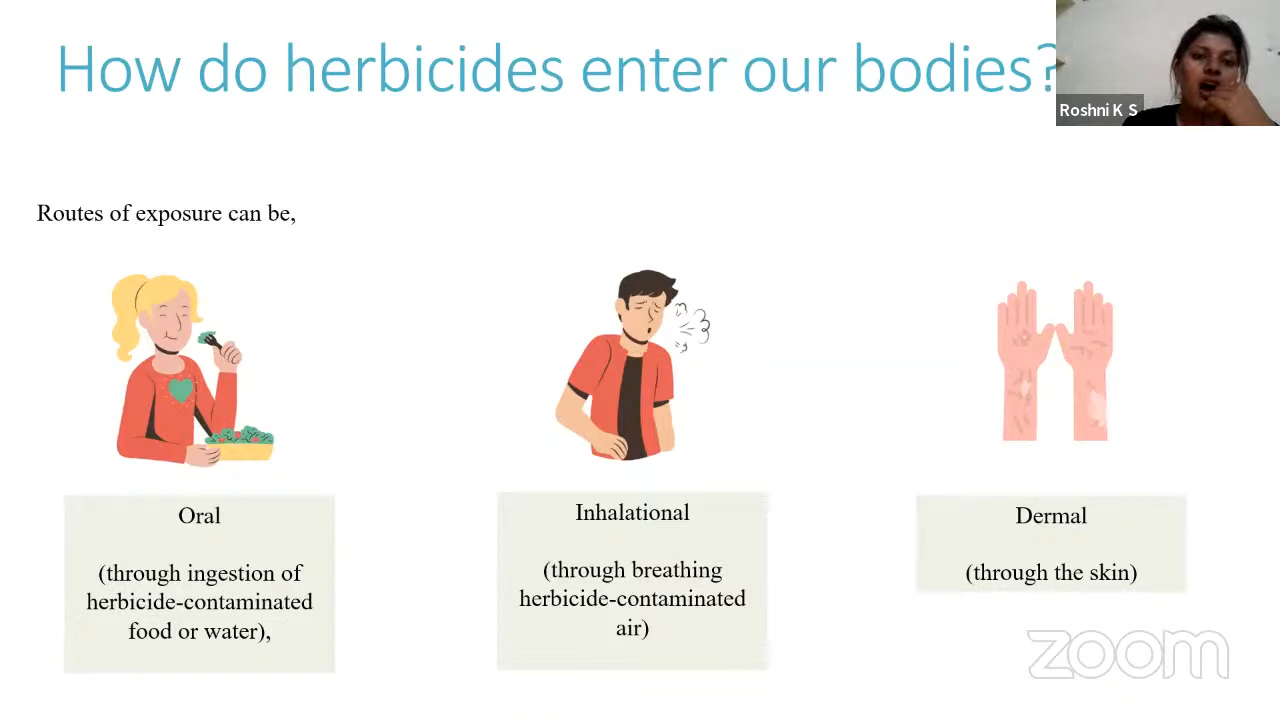 How do herbicides enter our bodies?
Roshni K S
Routes of exposure can be,
Oral
(through ingestion of
herbicide-contaminated
food or water),
Inhalational
(through breathing
herbicide-contaminated
air)
Dermal
(through the skin)
zoom